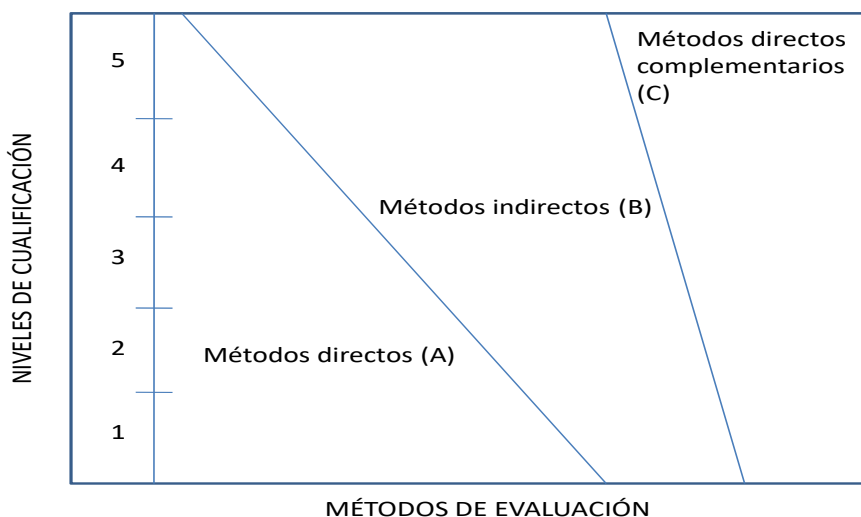 Métodos directos
complementarios
(C)
5
4
Métodos indirectos (B)
3
Métodos directos (A)
2
1
NIVELES DE CUALIFICACIÓN
MÉTODOS DE EVALUACIÓN